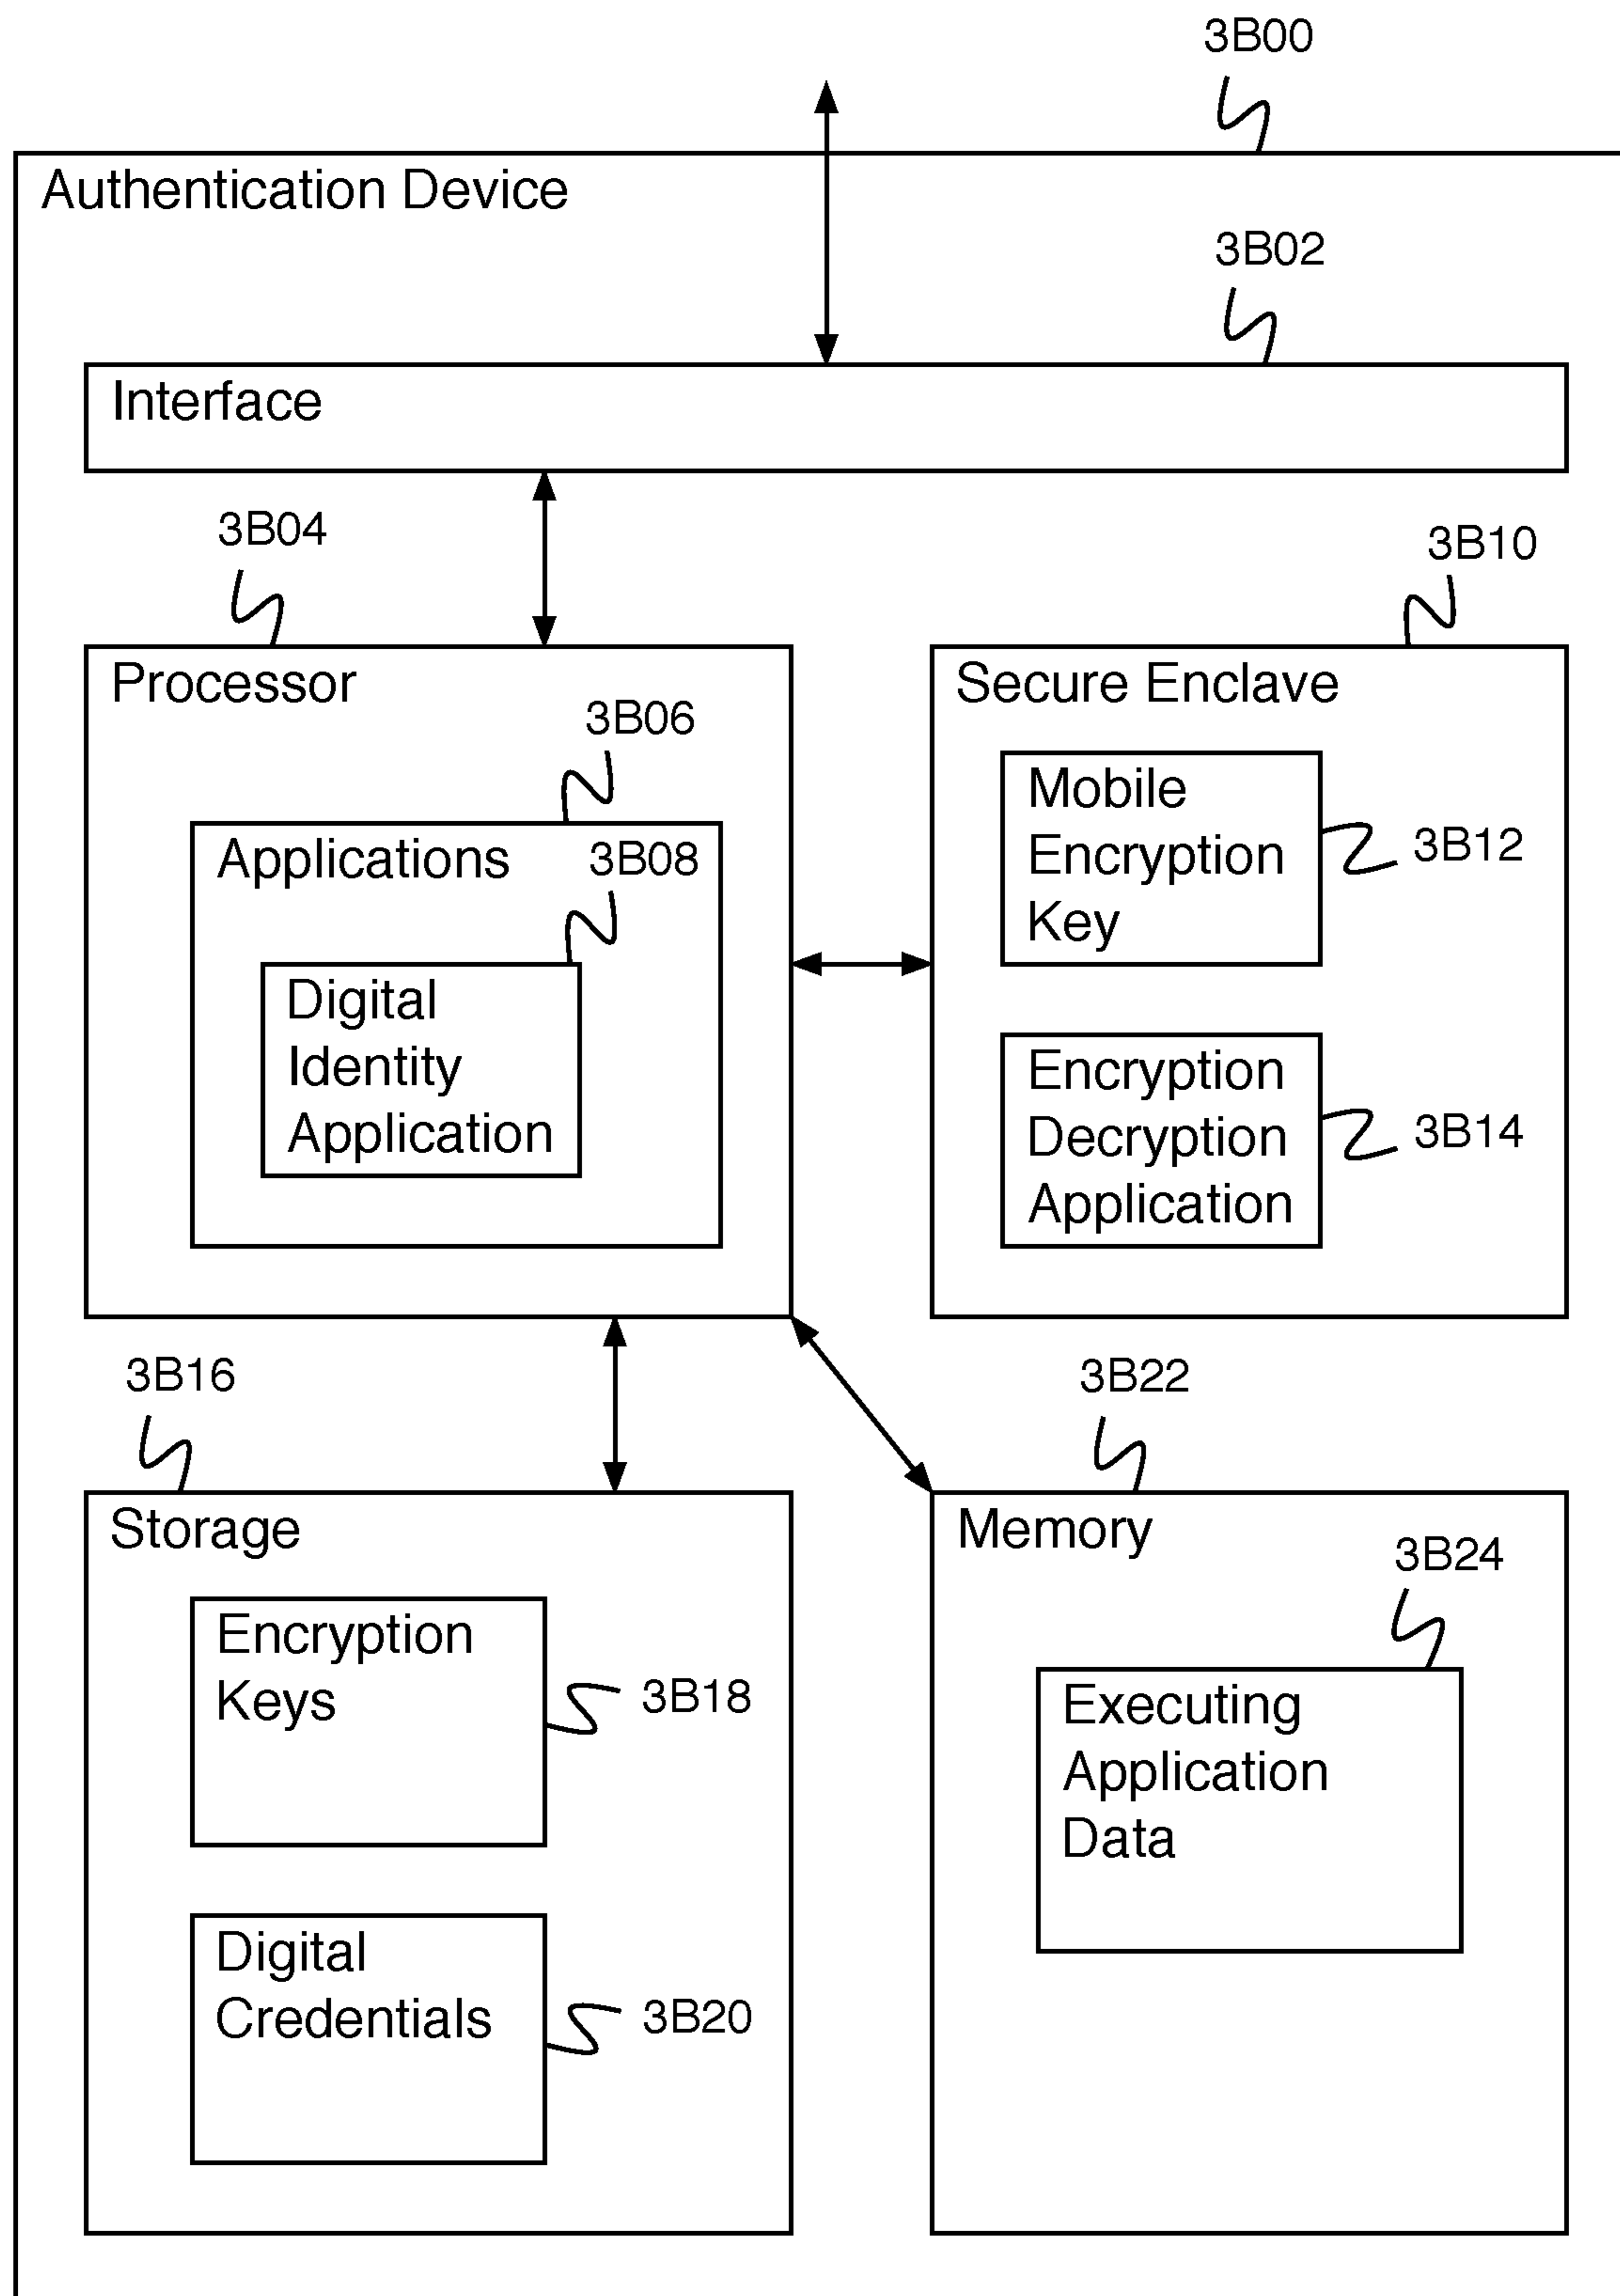 3B00
Authentication Device
3B02
Interface
3B04
3B10
Processor
Secure Enclave
3B06
Mobile
Encryption
Key
3B12
Applications
3B08
Digital
Identity
Application
Encryption
Decryption
Application
3B14
3B16
3B22
Storage
Memory
3B24
Encryption
Keys
3B18
Executing
Application
Data
Digital
Credentials
3B20